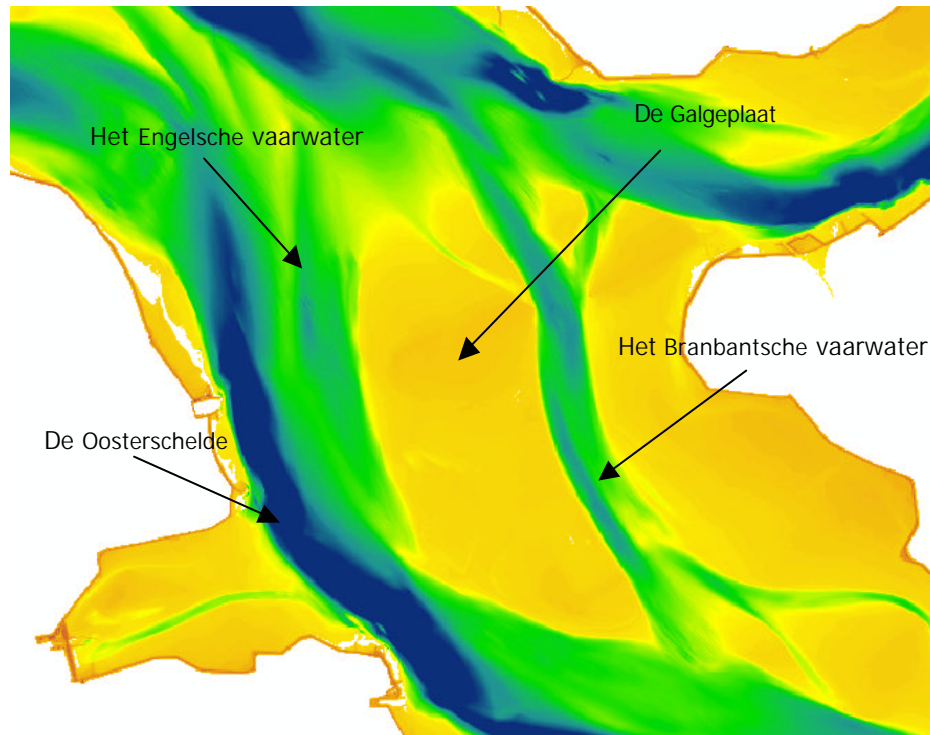 De Galgeplaat
Het Engelsche vaarwater
Het Branbantsche vaarwater
De Oosterschelde